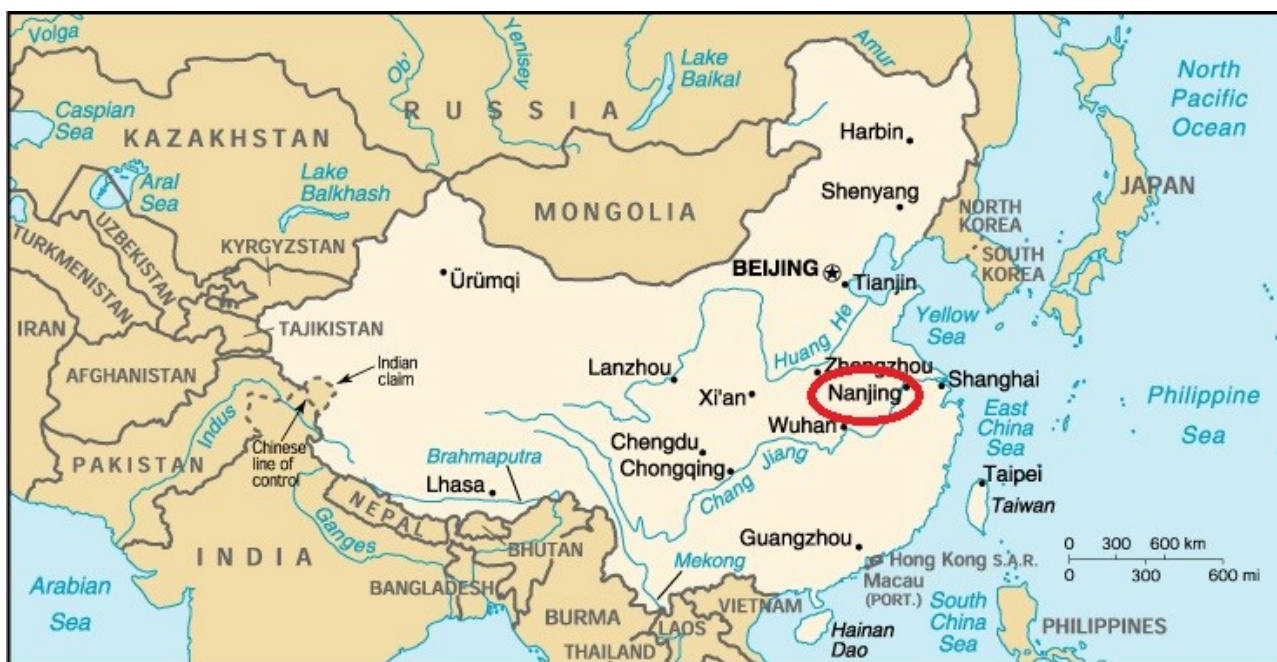 Volga
Ob'
Yenisey
Lake
Baikal
Amur
North
Pacific
Ocean
Caspian
Sea
KAZAKHSTAN
RUSSIA
Harbin
Aral
Sea
Lake
Balkhash
MONGOLIA
Shenyang
JAPAN
NORTH
KOREA
SOUTH
KOREA
UZBEKISTAN
TURKMENISTAN
KYRGYZSTAN
Ürümqi
BEIJING
Tianjin
IRAN
TAJIKISTAN
Yellow
Sea
Huang He
AFGHANISTAN
Indian
claim
Lanzhou
Zhengzhou
Xi'an
Nanjing
Shanghai
Philippine
Sea
Indus
Chinese
line of
control
Wuhan
East
China
Sea
PAKISTAN
Brahmaputra
Chengdu
Chongqing
Chang Jiang
Lhasa
Taipei
Taiwan
NEPAL
INDIA
Ganges
BHUTAN
Guangzhou
0 300 600 km
0 300 600 mi
Mekong
Hong Kong S.A.R.
Macau
(PORT.)
Arabian
Sea
BANGLADESH
BURMA
VIETNAM
LAOS
South
China
Sea
Hainan
Dao
PHILIPPINES
THAILAND